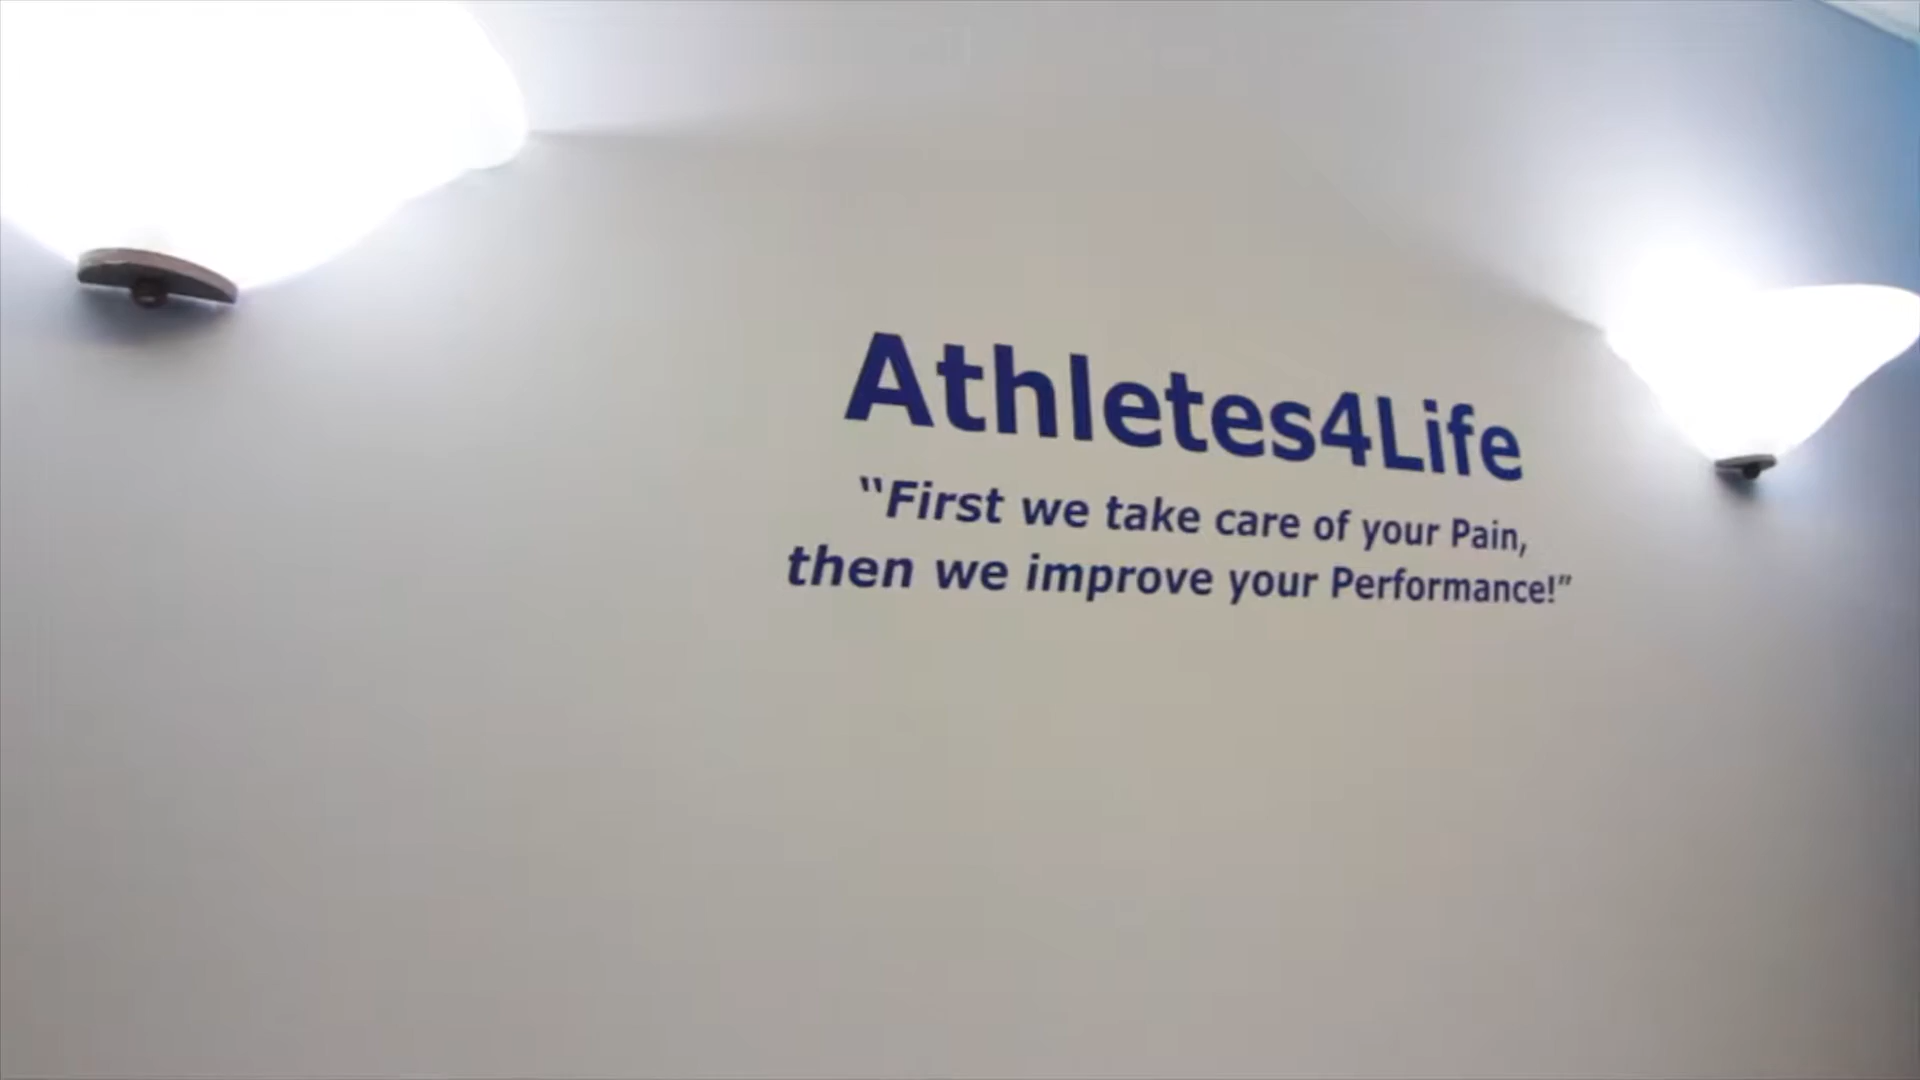 Athletes4Life
“First we take care of your Pain,
then we improve your Performance!”